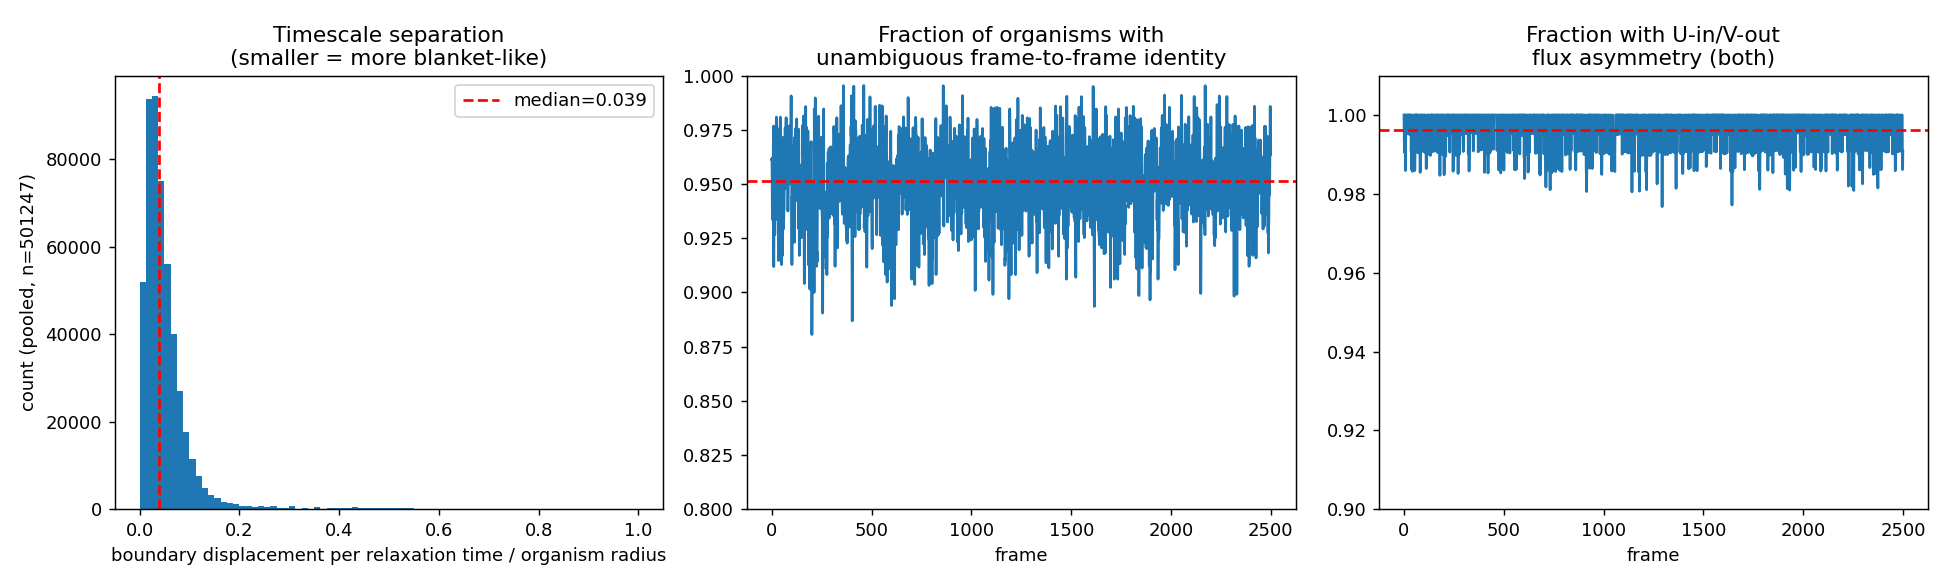 Timescale separation
(smaller = more blanket-like)
median=0.039
count (pooled, n=501247)
80000
60000
40000
20000
0
0.0 0.2 0.4 0.6 0.8 1.0
boundary displacement per relaxation time / organism radius
Fraction of organisms with
unambiguous frame-to-frame identity
1.000
0.975
0.950
0.925
0.900
0.875
0.850
0.825
0.800
0 500 1000 1500 2000 2500
frame
Fraction with U-in/V-out
flux asymmetry (both)
1.00
0.98
0.96
0.94
0.92
0.90
0 500 1000 1500 2000 2500
frame